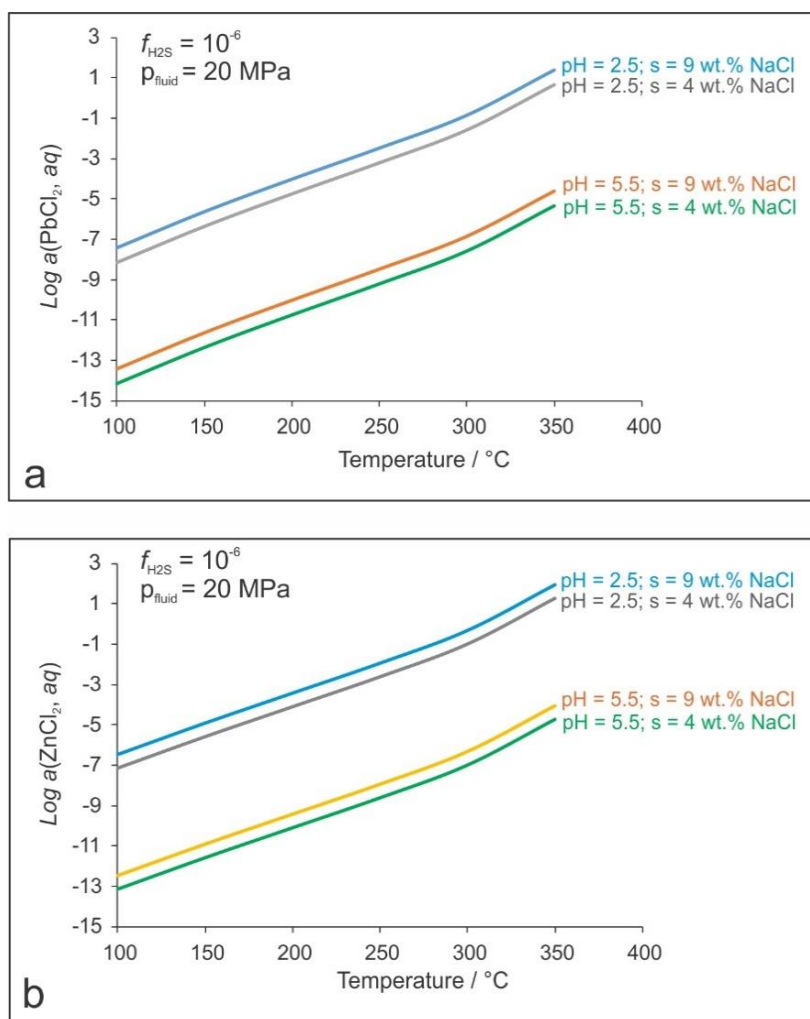 f_H2S = 10^-6
p_fluid = 20 MPa
pH = 2.5; s = 9 wt.% NaCl
pH = 2.5; s = 4 wt.% NaCl
pH = 5.5; s = 9 wt.% NaCl
pH = 5.5; s = 4 wt.% NaCl
Log a(PbCl₂, aq)
3
1
-1
-3
-5
-7
-9
-11
-13
-15
100 150 200 250 300 350 400
Temperature / °C
a
f_H2S = 10^-6
p_fluid = 20 MPa
pH = 2.5; s = 9 wt.% NaCl
pH = 2.5; s = 4 wt.% NaCl
pH = 5.5; s = 9 wt.% NaCl
pH = 5.5; s = 4 wt.% NaCl
Log a(ZnCl₂, aq)
3
1
-1
-3
-5
-7
-9
-11
-13
-15
100 150 200 250 300 350 400
Temperature / °C
b